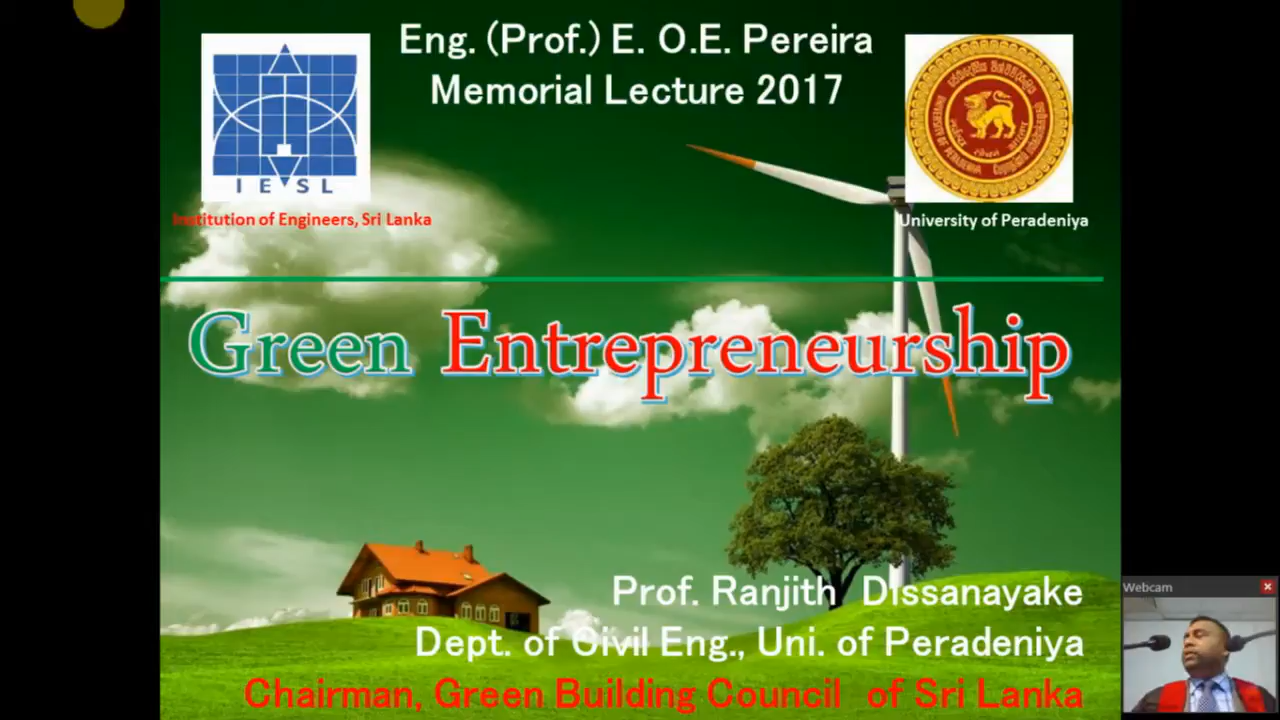 Eng. (Prof.) E. O.E. Pereira
Memorial Lecture 2017
I E S L
Institution of Engineers, Sri Lanka
University of Peradeniya
Green Entrepreneurship
Prof. Ranjith Dissanayake
Dept. of Civil Eng., Uni. of Peradeniya
Chairman, Green Building Council of Sri Lanka
Webcam